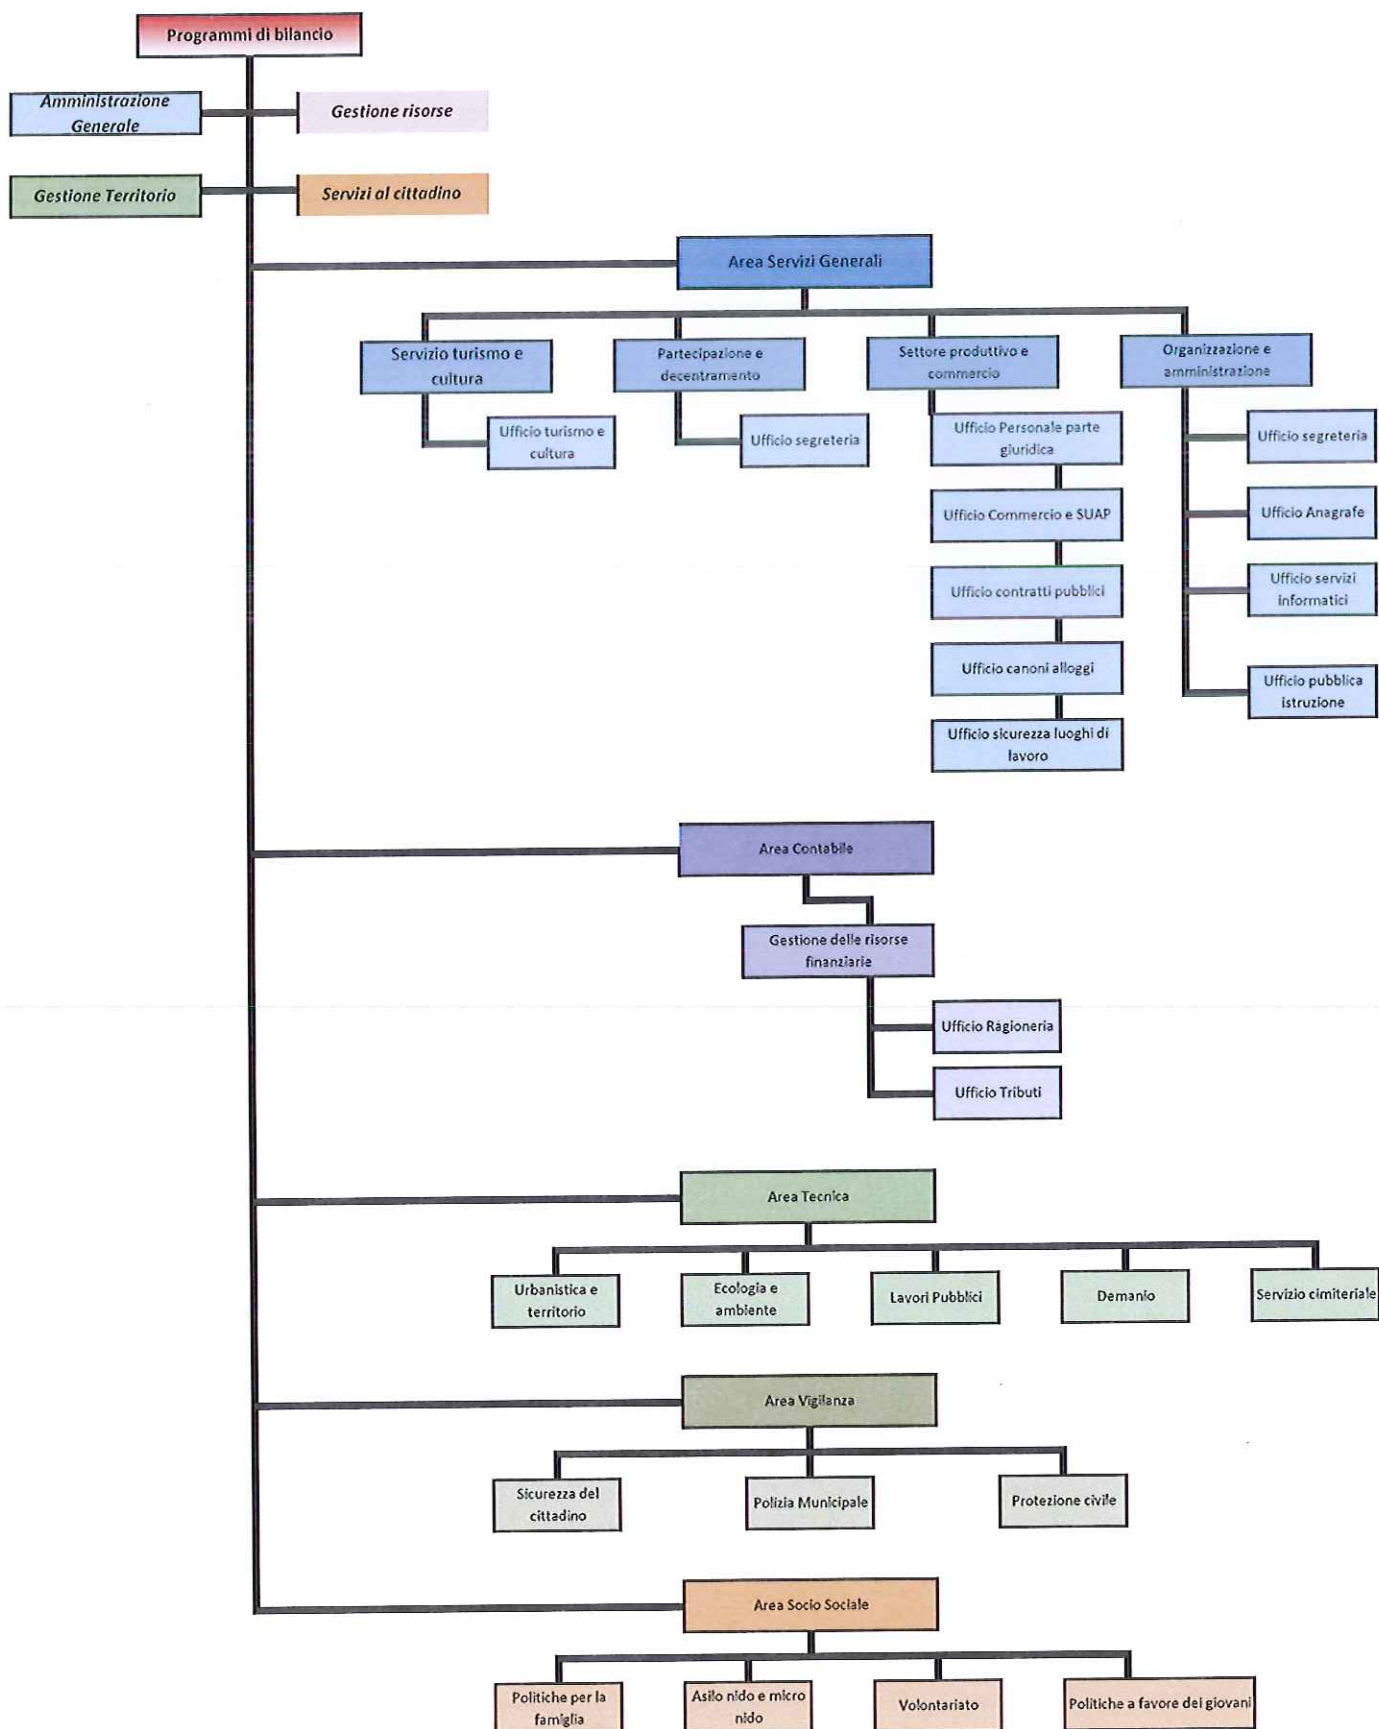 Programmi di bilancio
Amministrazione
Generale
Gestione risorse
Gestione Territorio
Servizi al cittadino
Area Servizi Generali
Servizio turismo e
cultura
Partecipazione e
decentramento
Settore produttivo e
commercio
Organizzazione e
amministrazione
Ufficio turismo e
cultura
Ufficio segreteria
Ufficio Personale parte
giuridica
Ufficio segreteria
Ufficio Commercio e SUAP
Ufficio Anagrafe
Ufficio contratti pubblici
Ufficio servizi
informatici
Ufficio canoni alloggi
Ufficio pubblica
istruzione
Ufficio sicurezza luoghi di
lavoro
Area Contabile
Gestione delle risorse
finanziarie
Ufficio Ragioneria
Ufficio Tributi
Area Tecnica
Urbanistica e
territorio
Ecologia e
ambiente
Lavori Pubblici
Demanio
Servizio cimiteriale
Area Vigilanza
Sicurezza del
cittadino
Polizia Municipale
Protezione civile
Area Socio Sociale
Politiche per la
famiglia
Asilo nido e micro
nido
Volontariato
Politiche a favore dei giovani